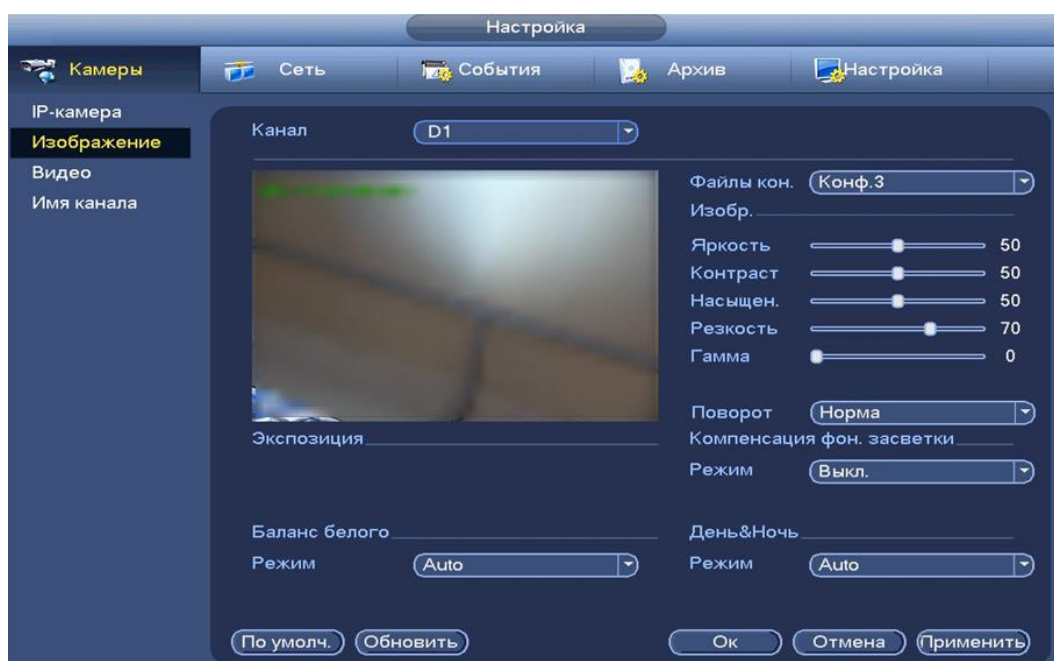 Настройка
Камеры Сеть События Архив Настройка
IP-камера
Изображение
Видео
Имя канала
Канал D1
Файлы кон. Конф.3
Изобр.
Яркость 50
Контраст 50
Насыщен. 50
Резкость 70
Гамма 0
Поворот Норма
Экспозиция Компенсация фон. засветки
Режим Выкл.
Баланс белого День&Ночь
Режим Auto Режим Auto
По умолч. Обновить Ок Отмена Применить